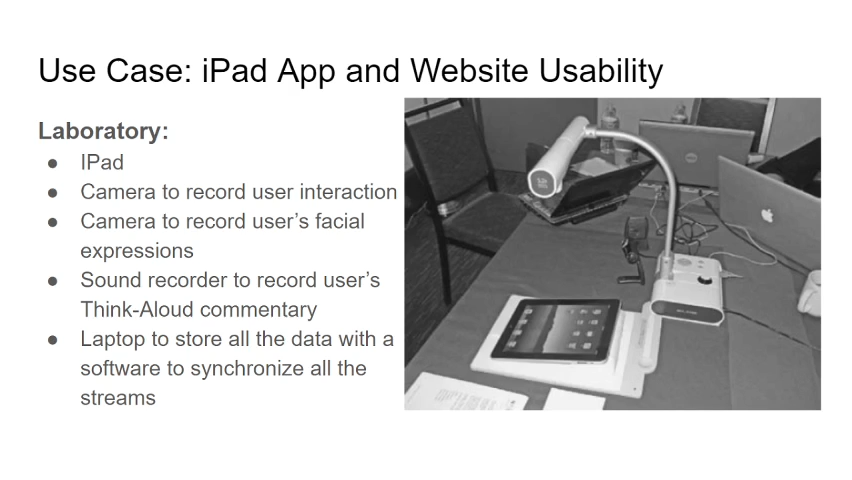 Use Case: iPad App and Website Usability
Laboratory:
● IPad
● Camera to record user interaction
● Camera to record user’s facial
expressions
● Sound recorder to record user’s
Think-Aloud commentary
● Laptop to store all the data with a
software to synchronize all the
streams